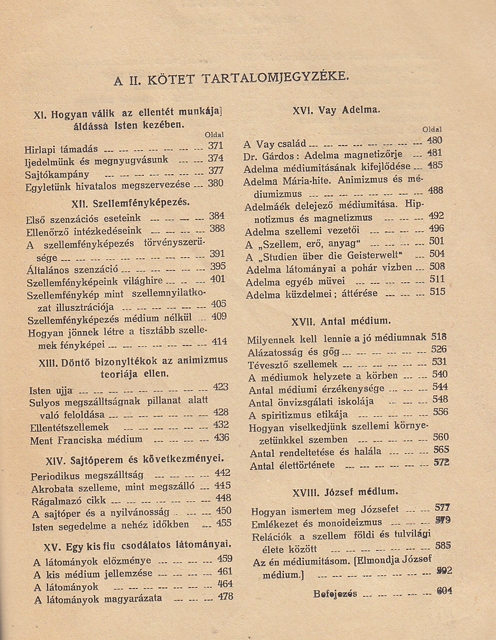 A II. KÖTET TARTALOMJEGYZÉKE.
XI. Hogyan válik az ellentét munkája
áldássá Isten kezében.
Oldal
Hirlapi támadás — — — — — — 371
Ijedelmünk és megnyugvásunk — — 374
Sajtókampány — — — — — — 377
Egyletünk hivatalos megszervezése — 380
XII. Szellemfényképezés.
Első szenzációs eseteink — — — — 384
Ellenőrző intézkedéseink — — — — 388
A szellemfényképezés törvényszerü-
sége — — — — — — — — 391
Általános szenzáció — — — — — 395
Szellemfényképeink világhire — — — 401
Szellemfénykép mint szellemnyilatko-
zat illusztrációja — — — — — 405
Szellemfényképezés médium nélkül — 409
Hogyan jönnek létre a tisztább szelle-
mek fényképei — — — — — 414
XIII. Döntő bizonyltékok az animizmus
teoriája ellen.
Isten ujja — — — — — — — 423
Sulyos megszálltságnak pillanat alatt
való feloldása — — — — — — 428
Ellentétszellemek — — — — — 432
Ment Franciska médium — — — — 436
XIV. Sajtóperem és következményei.
Periodikus megszálltság — — — — 442
Akrobata szelleme, mint megszálló — 445
Rágalmazó cikk — — — — — — 448
A sajtóper és a nyilvánosság — — 450
Isten segedelme a nehéz időkben — 455
XV. Egy kis fiu csodálatos látományai.
A látományok előzménye — — — 459
A kis médium jellemzése — — — 461
A látományok — — — — — — 464
A látományok magyarázata — — — 478
XVI. Vay Adelma.
Oldal
A Vay család — — — — — — — 480
Dr. Gárdos: Adelma magnetizőrje — 481
Adelma médiumitásának kifejlődése — 485
Adelma Mária-hite. Animizmus és mé-
diumizmus — — — — — — — 488
Adelmáék delejező médiumitása. Hip-
notizmus és magnetizmus — — — 492
Adelma szellemi vezetői — — — — 496
A „Szellem, erő, anyag" — — — — 501
A „Studien über die Geisterwelt" — 504
Adelma látományai a pohár vizben — 508
Adelma egyéb müvei — — — — — 511
Adelma küzdelmei; áttérése — — — 515
XVII. Antal médium.
Milyennek kell lennie a jó médiumnak 518
Alázatosság és gőg — — — — — 526
Tévesztő szellemek — — — — — 531
A médiumok helyzete a körben — — 540
Antal médiumi érzékenysége — — — 544
Antal önvizsgálati iskolája — — — 548
A spiritizmus etikája — — — — — 556
Hogyan viselkedjünk szellemi környe-
zetünkkel szemben — — — — — 560
Antal rendeltetése és halála — — — 565
Antal élettörténete — — — — — 572
XVIII. József médium.
Hogyan ismertem meg Józsefet — — 577
Emlékezet és monoideizmus — — — 579
Relációk a szellem földi és tulvilági
élete között — — — — — — 585
Az én médiumitásom. [Elmondja József
médium.] — — — — — — — 592
Befejezés — — — — — — 604